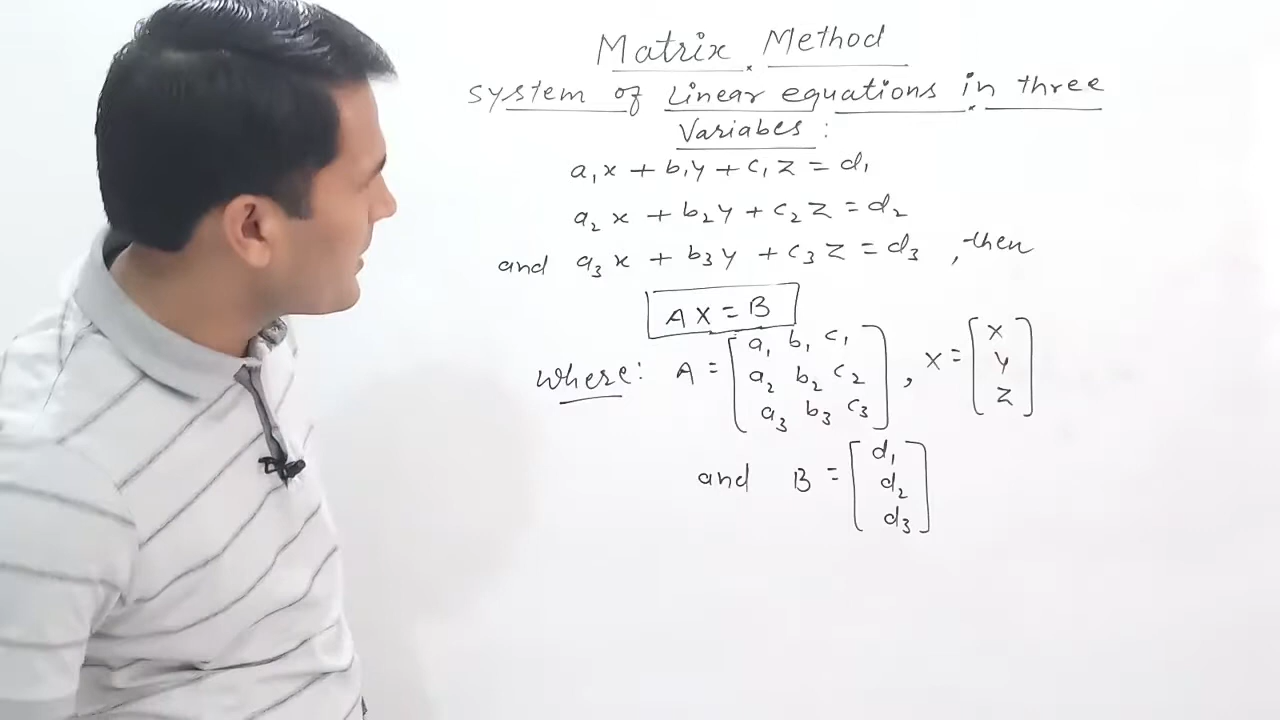 Matrix Method
System of Linear equations in three
Variabes :
a₁x + b₁y + c₁z = d₁
a₂x + b₂y + c₂z = d₂
and a₃x + b₃y + c₃z = d₃ , then
AX = B
where: A = [a₁ b₁ c₁
a₂ b₂ c₂
a₃ b₃ c₃] , X = [x
y
z]
and B = [d₁
d₂
d₃]